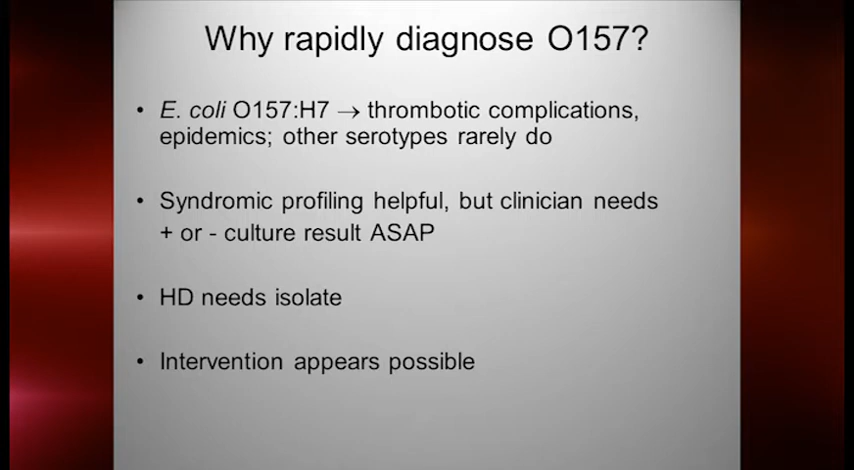 Why rapidly diagnose O157?
• E. coli O157:H7 → thrombotic complications,
epidemics; other serotypes rarely do
• Syndromic profiling helpful, but clinician needs
+ or - culture result ASAP
• HD needs isolate
• Intervention appears possible